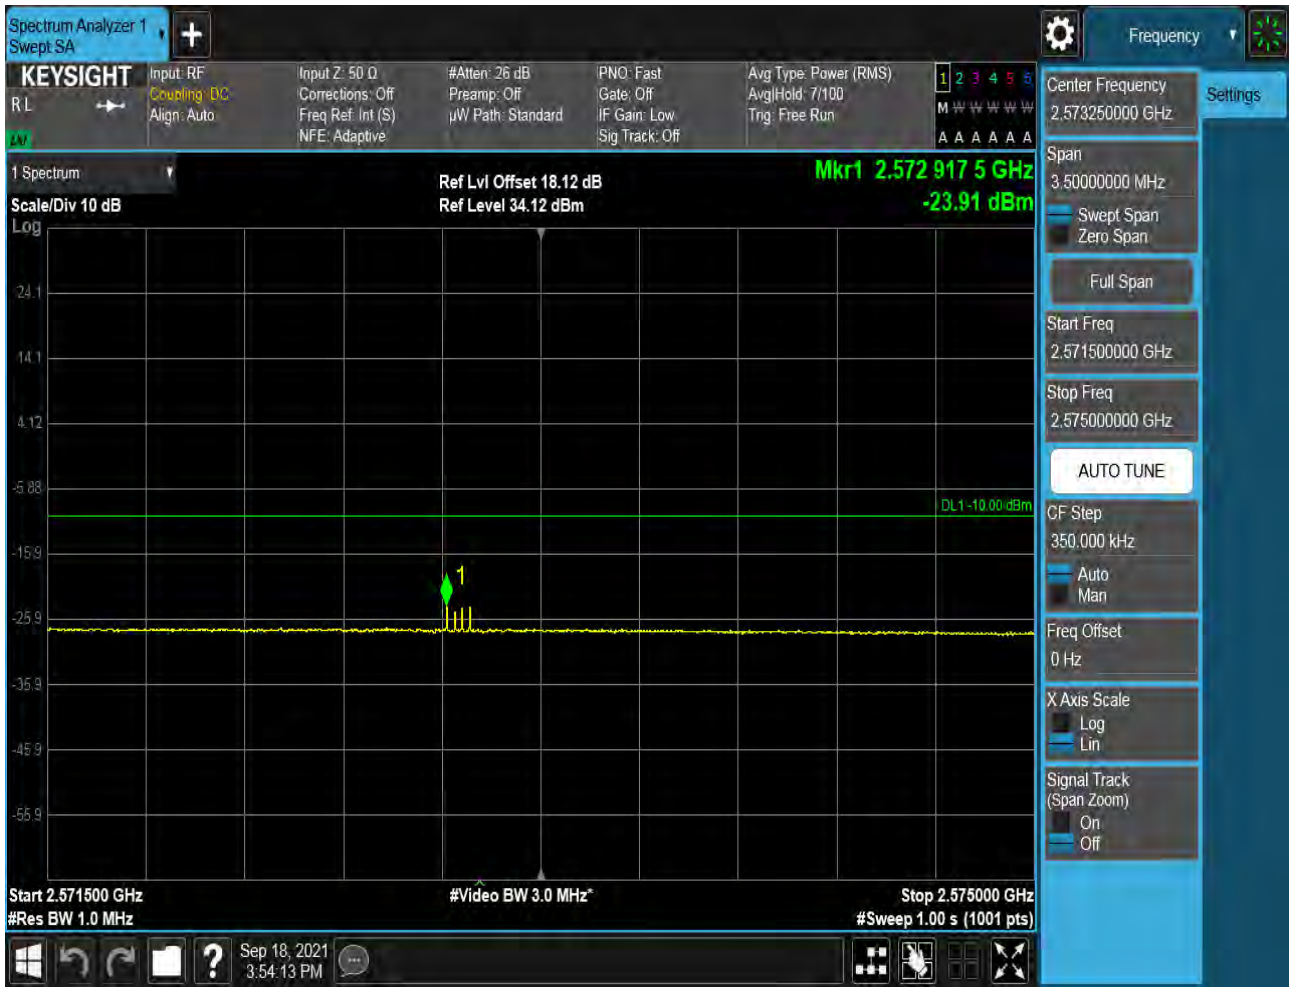 Spectrum Analyzer 1
Swept SA
Frequency
KEYSIGHT
R L
LXI
Input: RF
Coupling: DC
Align: Auto
Input Z: 50 Ω
Corrections: Off
Freq Ref: Int (S)
NFE: Adaptive
#Atten: 26 dB
Preamp: Off
µW Path: Standard
PNO: Fast
Gate: Off
IF Gain: Low
Sig Track: Off
Avg Type: Power (RMS)
Avg|Hold: 7/100
Trig: Free Run
1 2 3 4 5 6
M W W W W W
A A A A A A
1 Spectrum
Scale/Div 10 dB
Log
Ref Lvl Offset 18.12 dB
Ref Level 34.12 dBm
Mkr1 2.572 917 5 GHz
-23.91 dBm
24.1
14.1
4.12
-5.88
DL1 -10.00 dBm
-15.9
1
-25.9
-35.9
-45.9
-55.9
Start 2.571500 GHz
#Video BW 3.0 MHz*
Stop 2.575000 GHz
#Res BW 1.0 MHz
#Sweep 1.00 s (1001 pts)
Center Frequency
2.573250000 GHz
Settings
Span
3.50000000 MHz
Swept Span
Zero Span
Full Span
Start Freq
2.571500000 GHz
Stop Freq
2.575000000 GHz
AUTO TUNE
CF Step
350.000 kHz
Auto
Man
Freq Offset
0 Hz
X Axis Scale
Log
Lin
Signal Track
(Span Zoom)
On
Off
?
Sep 18, 2021
3:54:13 PM